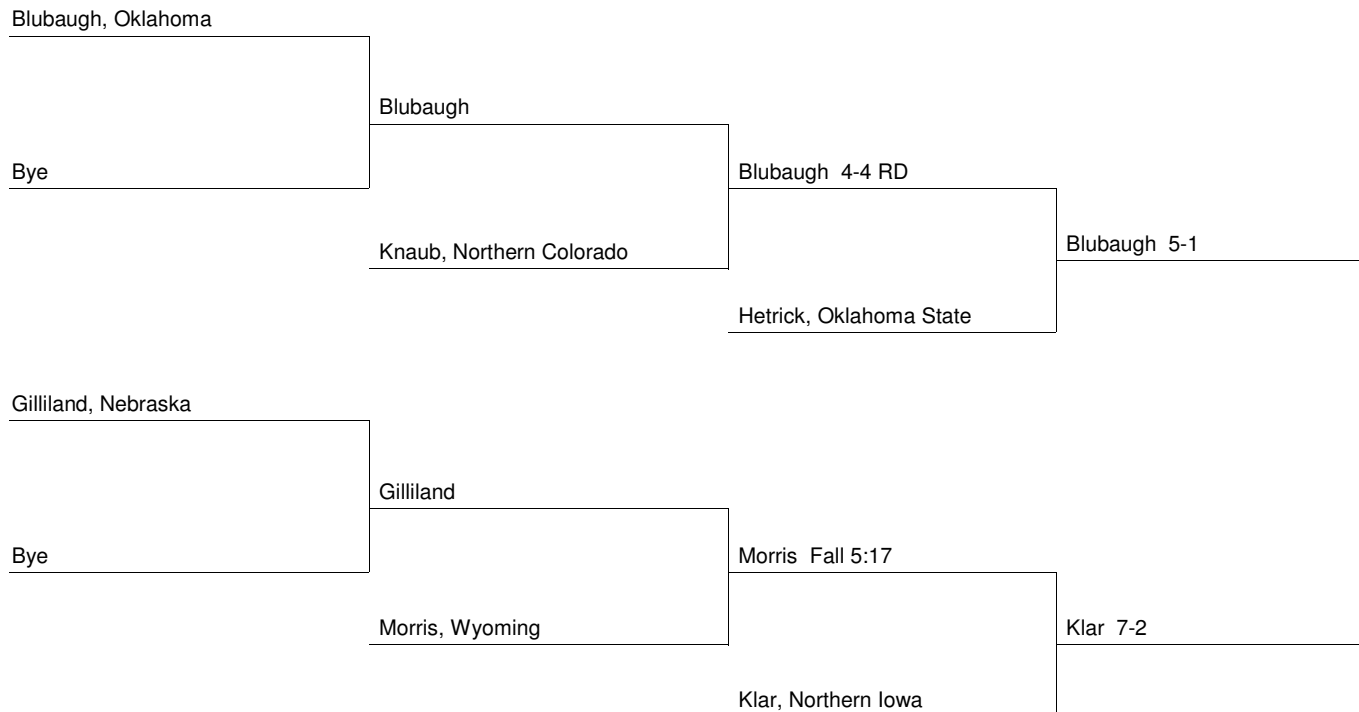 Blubaugh, Oklahoma
Blubaugh
Bye
Blubaugh 4-4 RD
Knaub, Northern Colorado
Blubaugh 5-1
Hetrick, Oklahoma State
Gilliland, Nebraska
Gilliland
Bye
Morris Fall 5:17
Morris, Wyoming
Klar 7-2
Klar, Northern Iowa